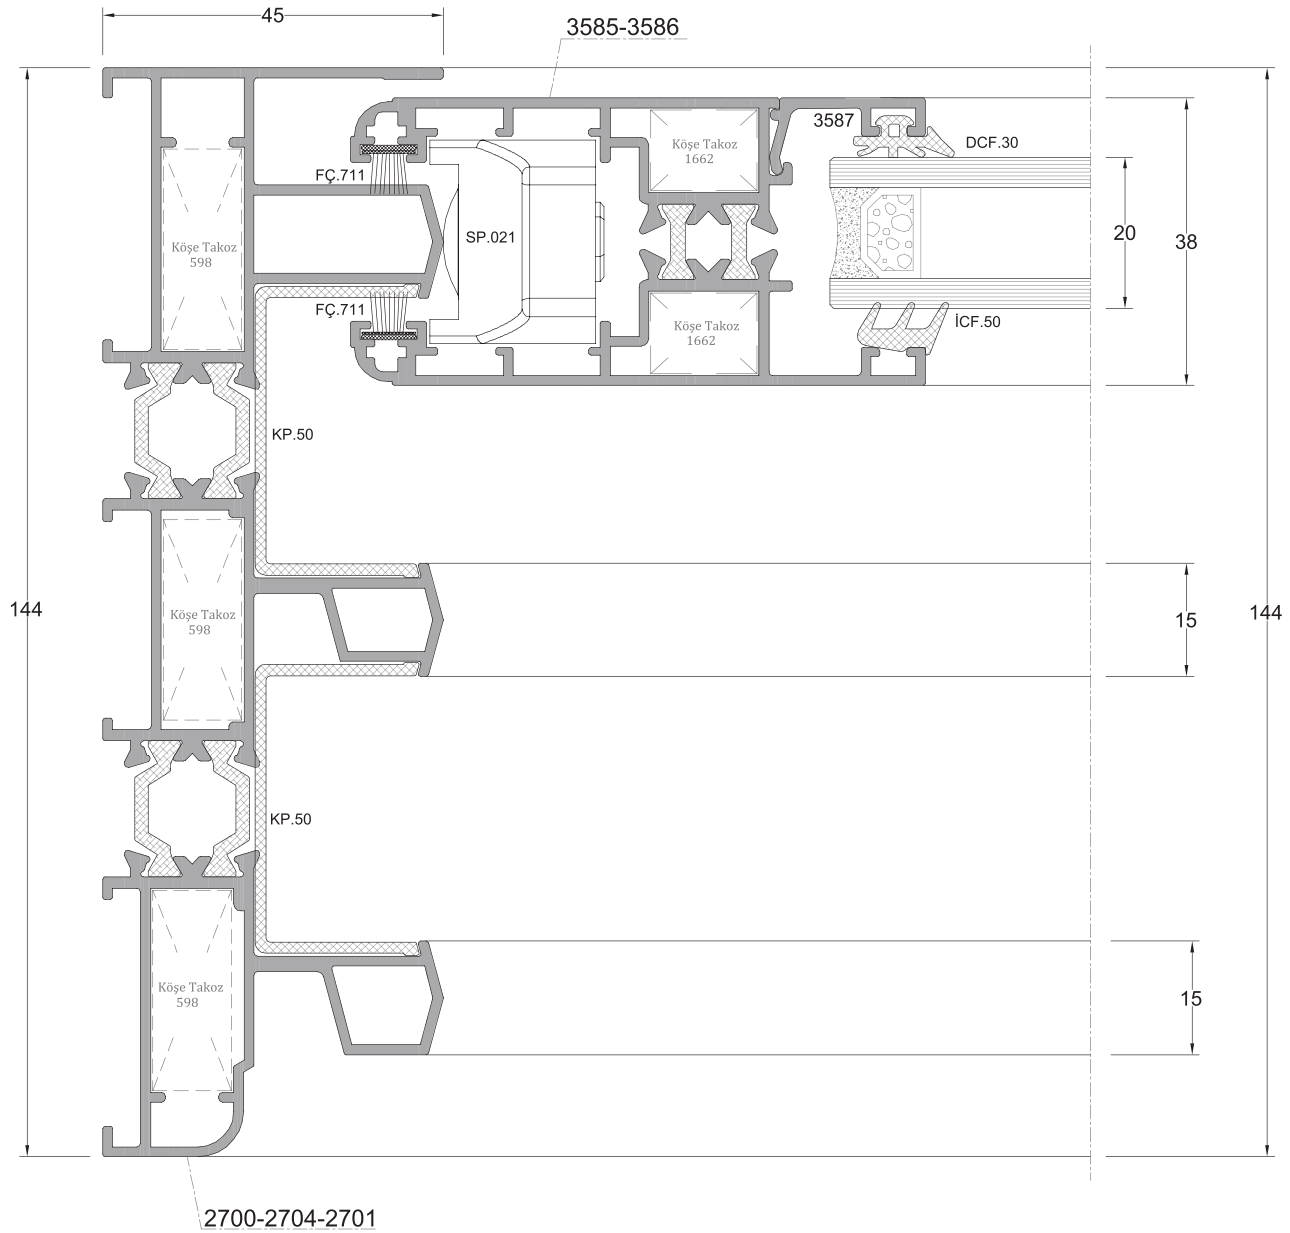 45
3585-3586
3587
DCF.30
Köşe Takoz
1662
FÇ.711
Köşe Takoz
598
SP.021
20
38
FÇ.711
Köşe Takoz
1662
İCF.50
KP.50
144
Köşe Takoz
598
15
144
KP.50
Köşe Takoz
598
15
2700-2704-2701